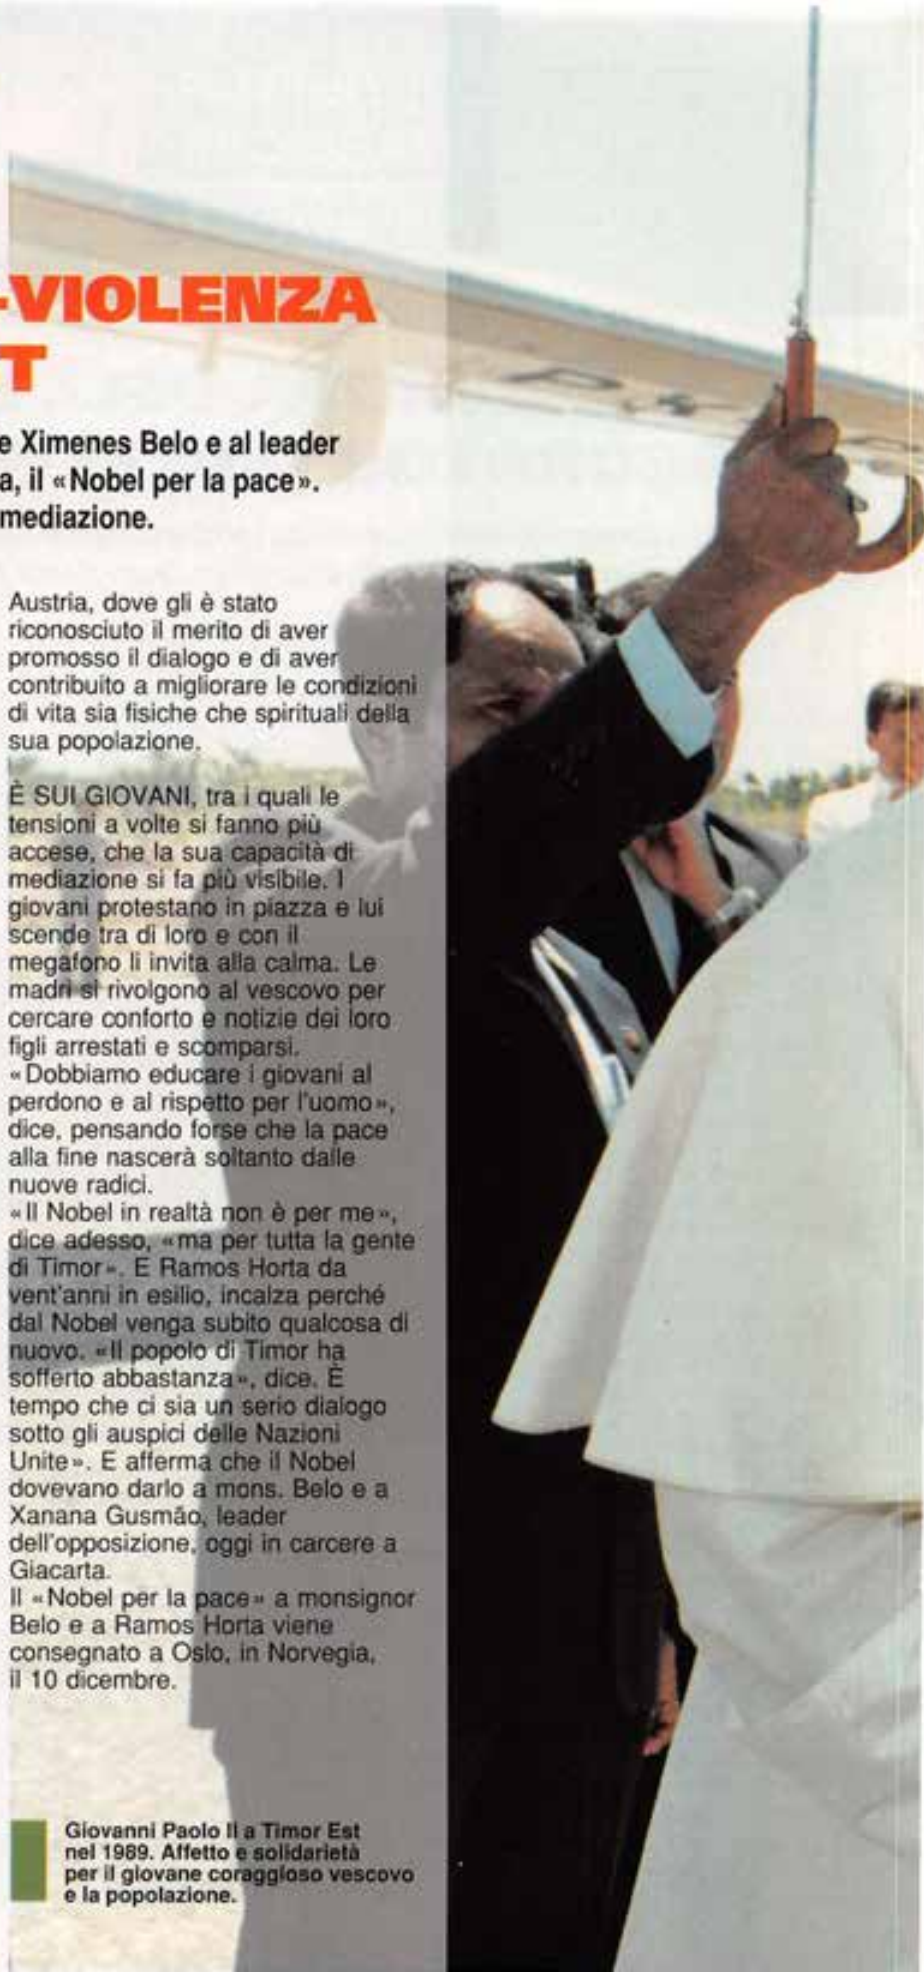 -VIOLENZA
T
e Ximenes Belo e al leader
a, il «Nobel per la pace».
mediazione.
Austria, dove gli è stato
riconosciuto il merito di aver
promosso il dialogo e di aver
contribuito a migliorare le condizioni
di vita sia fisiche che spirituali della
sua popolazione.
È SUI GIOVANI, tra i quali le
tensioni a volte si fanno più
accese, che la sua capacità di
mediazione si fa più visibile. I
giovani protestano in piazza e lui
scende tra di loro e con il
megafono li invita alla calma. Le
madri si rivolgono al vescovo per
cercare conforto e notizie dei loro
figli arrestati e scomparsi.
«Dobbiamo educare i giovani al
perdono e al rispetto per l'uomo»,
dice, pensando forse che la pace
alla fine nascerà soltanto dalle
nuove radici.
«Il Nobel in realtà non è per me»,
dice adesso, «ma per tutta la gente
di Timor». E Ramos Horta da
vent'anni in esilio, incalza perché
dal Nobel venga subito qualcosa di
nuovo. «Il popolo di Timor ha
sofferto abbastanza», dice. È
tempo che ci sia un serio dialogo
sotto gli auspici delle Nazioni
Unite». E afferma che il Nobel
dovevano darlo a mons. Belo e a
Xanana Gusmão, leader
dell'opposizione, oggi in carcere a
Giacarta.
Il «Nobel per la pace» a monsignor
Belo e a Ramos Horta viene
consegnato a Oslo, in Norvegia,
il 10 dicembre.
Giovanni Paolo II a Timor Est
nel 1989. Affetto e solidarietà
per il giovane coraggioso vescovo
e la popolazione.